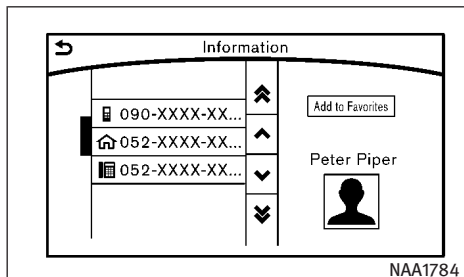 Information
090-XXXX-XX...
052-XXXX-XX...
052-XXXX-XX...
Add to Favorites
Peter Piper
NAA1784